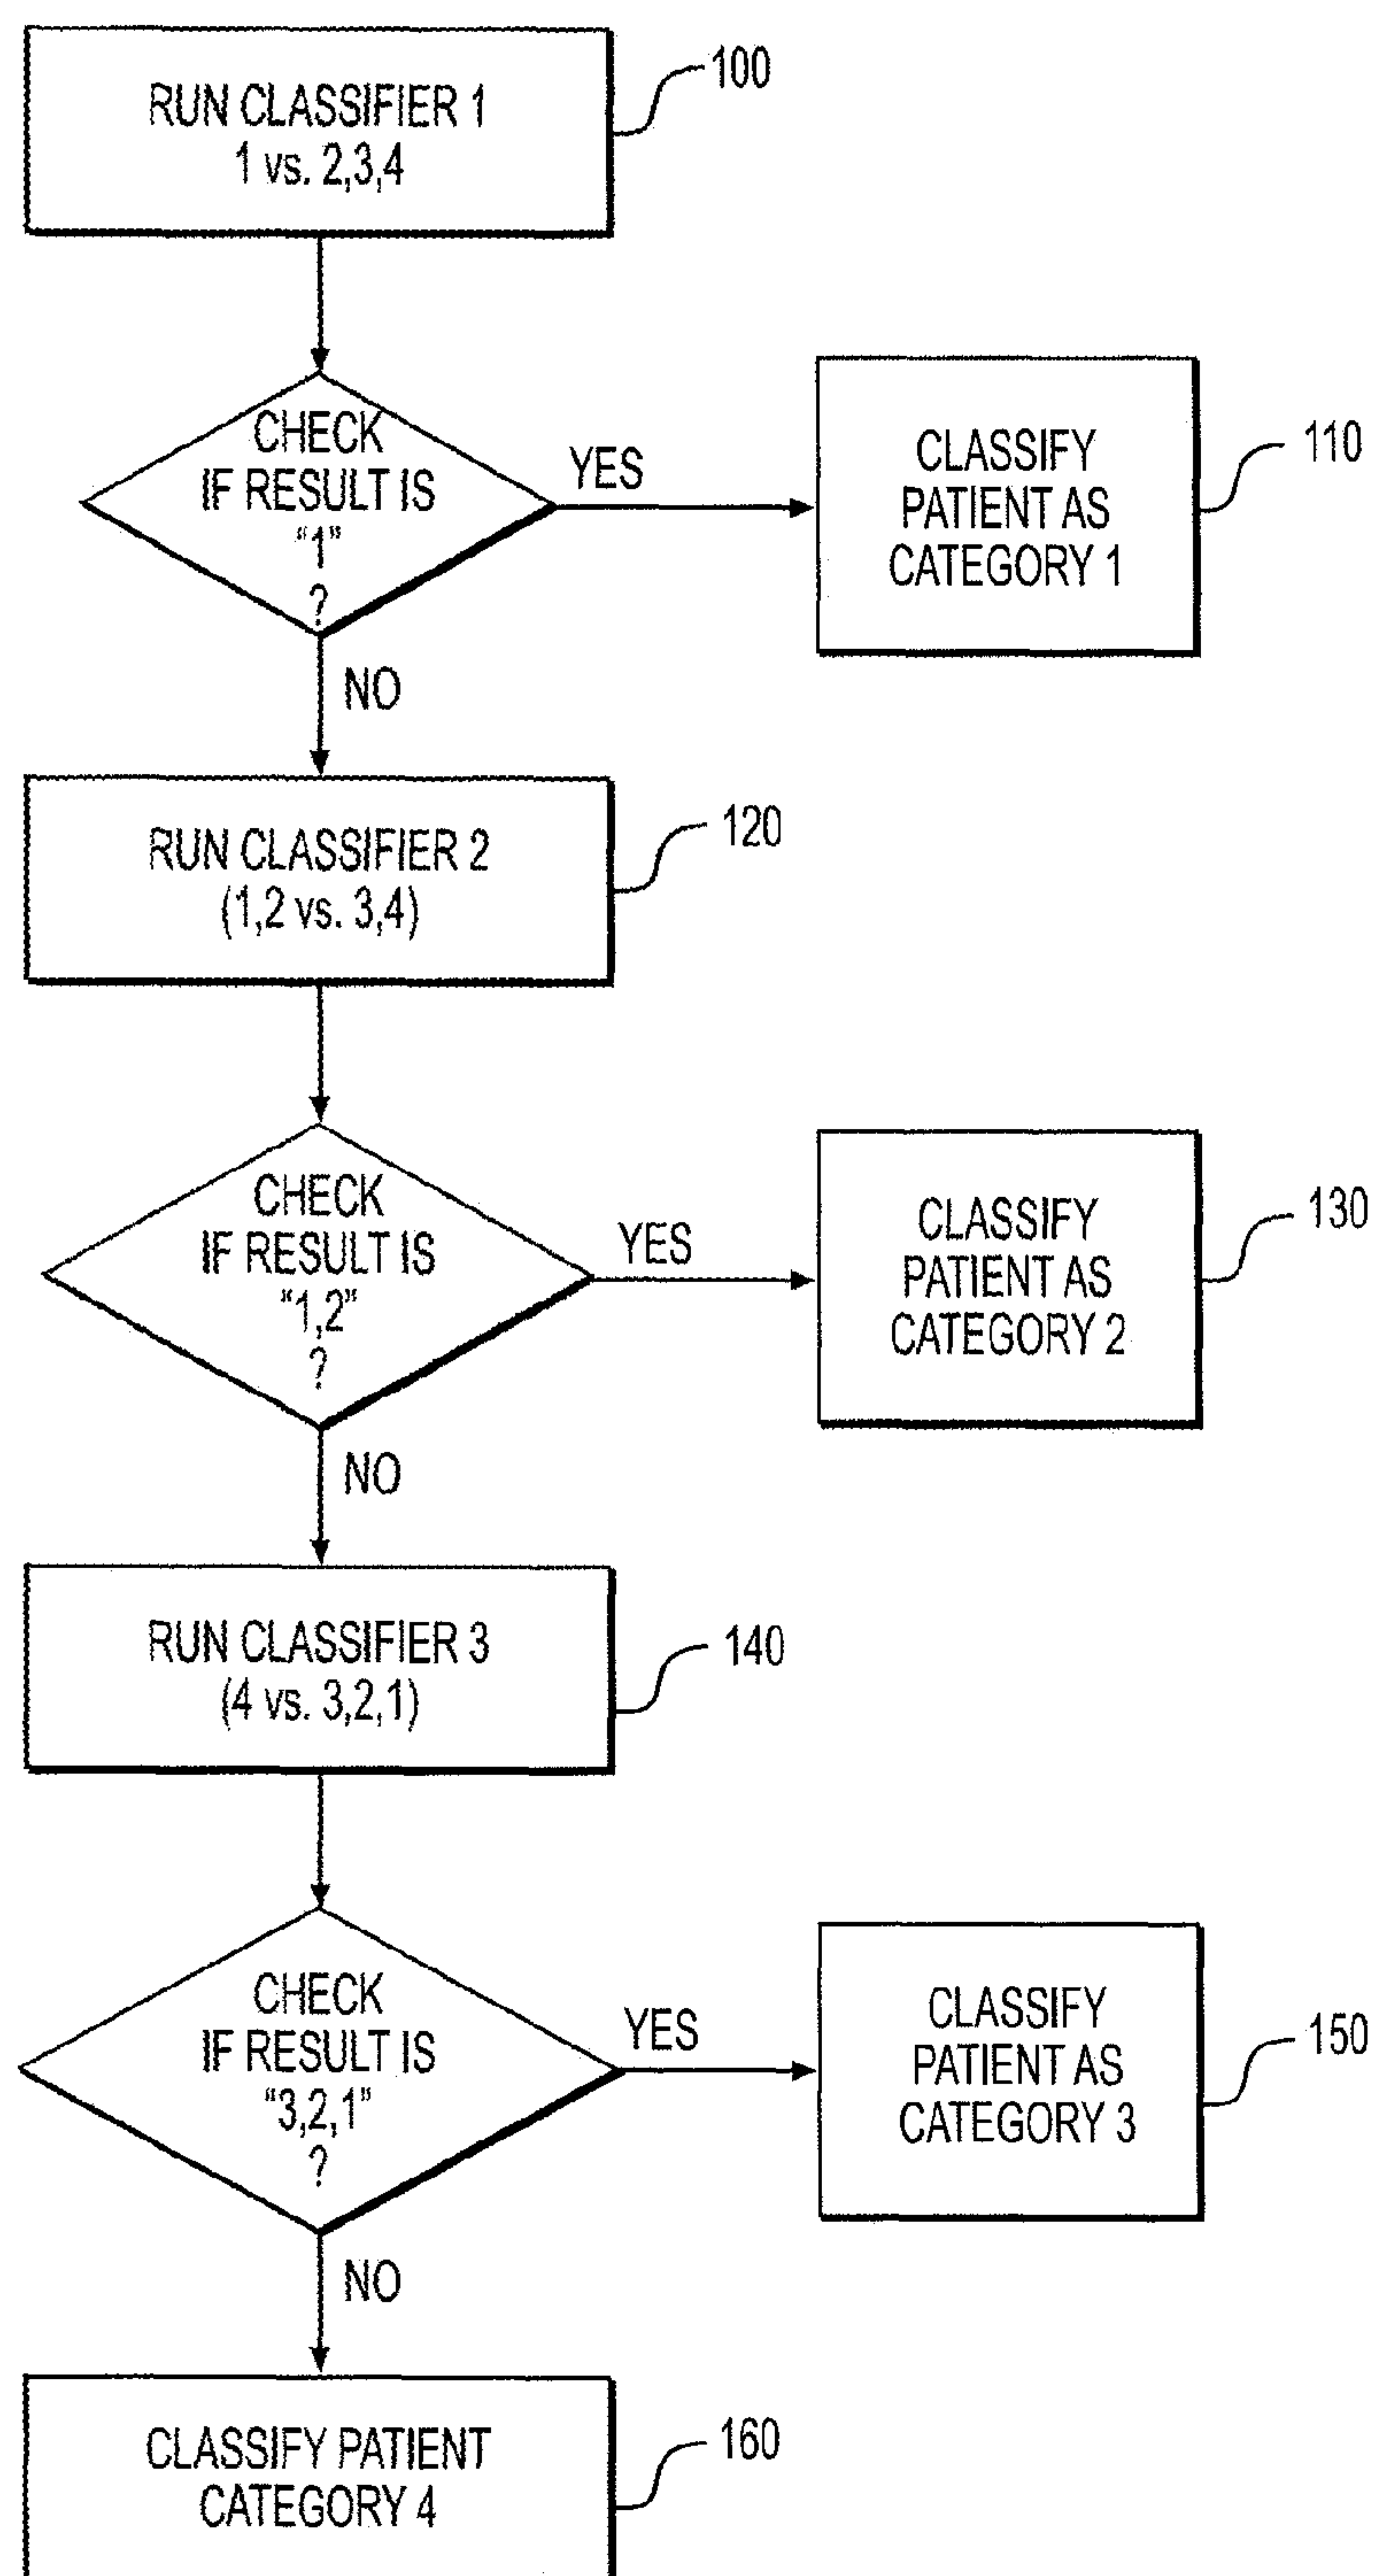 RUN CLASSIFIER 1
1 vs. 2,3,4
100
CHECK
IF RESULT IS
“1”
?
YES
CLASSIFY
PATIENT AS
CATEGORY 1
110
NO
RUN CLASSIFIER 2
(1,2 vs. 3,4)
120
CHECK
IF RESULT IS
“1,2”
?
YES
CLASSIFY
PATIENT AS
CATEGORY 2
130
NO
RUN CLASSIFIER 3
(4 vs. 3,2,1)
140
CHECK
IF RESULT IS
“3,2,1”
?
YES
CLASSIFY
PATIENT AS
CATEGORY 3
150
NO
CLASSIFY PATIENT
CATEGORY 4
160